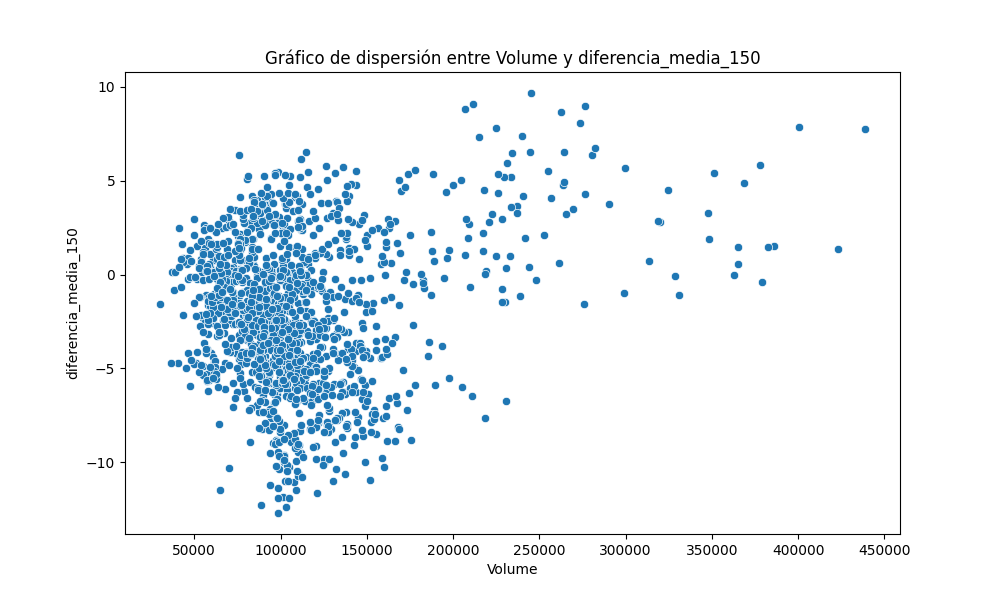 Gráfico de dispersión entre Volume y diferencia_media_150
10
5
0
−5
−10
diferencia_media_150
50000 100000 150000 200000 250000 300000 350000 400000 450000
Volume